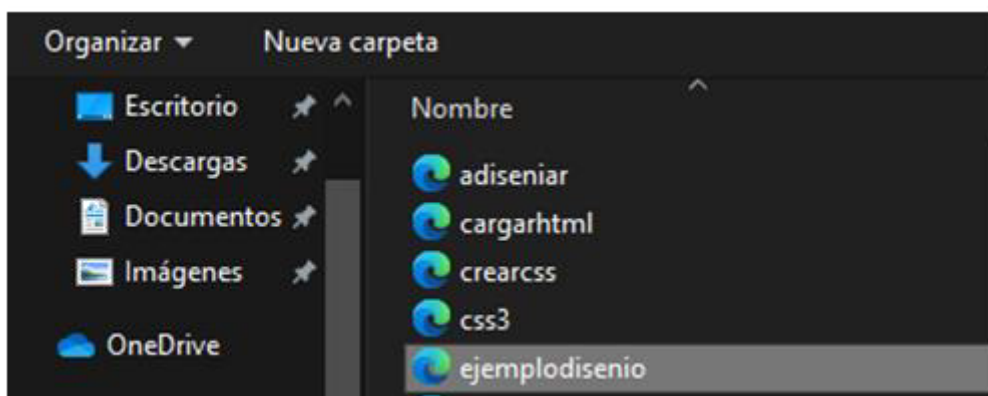 Organizar Nueva carpeta
Escritorio
Descargas
Documentos
Imágenes
OneDrive
Nombre
adiseniar
cargarhtml
crearcss
css3
ejemplodisenio